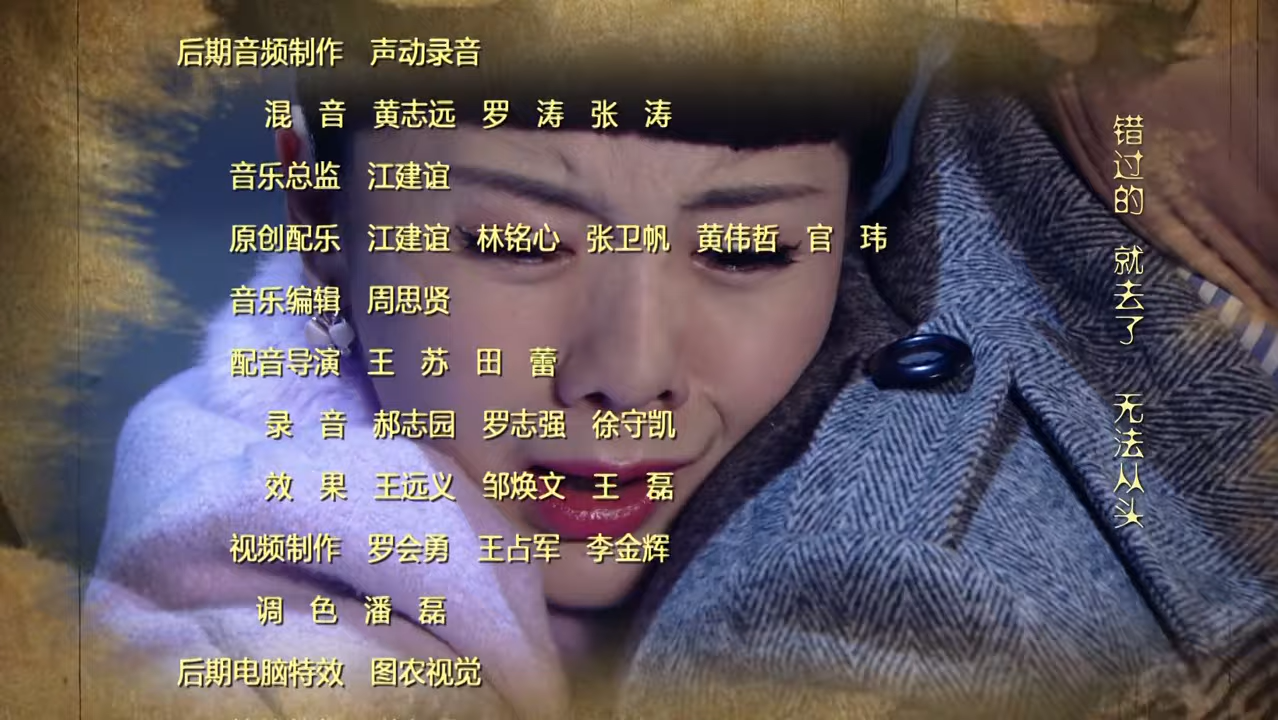 后期音频制作 声动录音
混 音 黄志远 罗 涛 张 涛
音乐总监 江建谊
原创配乐 江建谊 林铭心 张卫帆 黄伟哲 官 玮
音乐编辑 周思贤
配音导演 王 苏 田 蕾
录 音 郝志园 罗志强 徐守凯
效 果 王远义 邹焕文 王 磊
视频制作 罗会勇 王占军 李金辉
调 色 潘 磊
后期电脑特效 图农视觉
错过的 就去了 无法从头